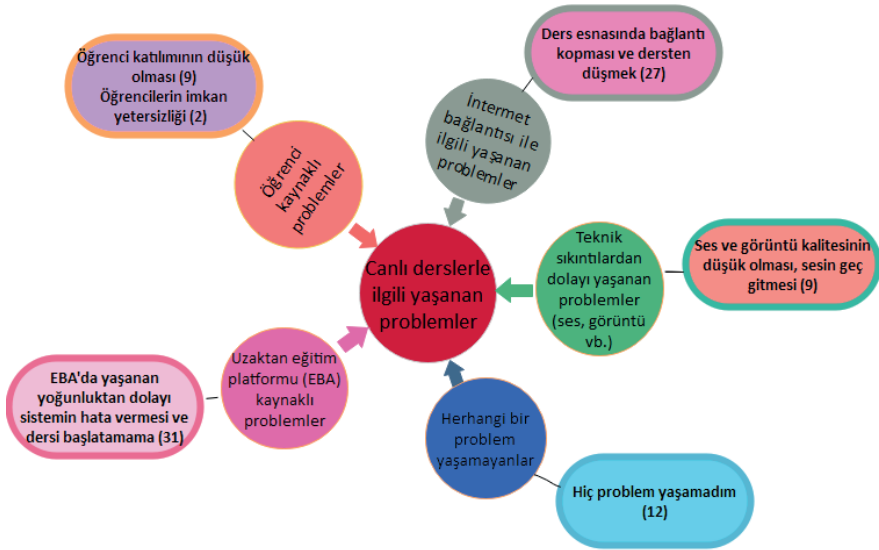 Öğrenci katılımının düşük
olması (9)
Öğrencilerin imkan
yetersizliği (2)
Öğrenci
kaynaklı
problemler
Ders esnasında bağlantı
kopması ve dersten
düşmek (27)
İnternet
bağlantısı ile
ilgili yaşanan
problemler
Canlı derslerle
ilgili yaşanan
problemler
Teknik
sıkıntılardan
dolayı yaşanan
problemler
(ses, görüntü
vb.)
Ses ve görüntü kalitesinin
düşük olması, sesin geç
gitmesi (9)
Uzaktan eğitim
platformu (EBA)
kaynaklı
problemler
EBA'da yaşanan
yoğunluktan dolayı
sistemin hata vermesi ve
dersi başlatamama (31)
Herhangi bir
problem
yaşamayanlar
Hiç problem yaşamadım
(12)